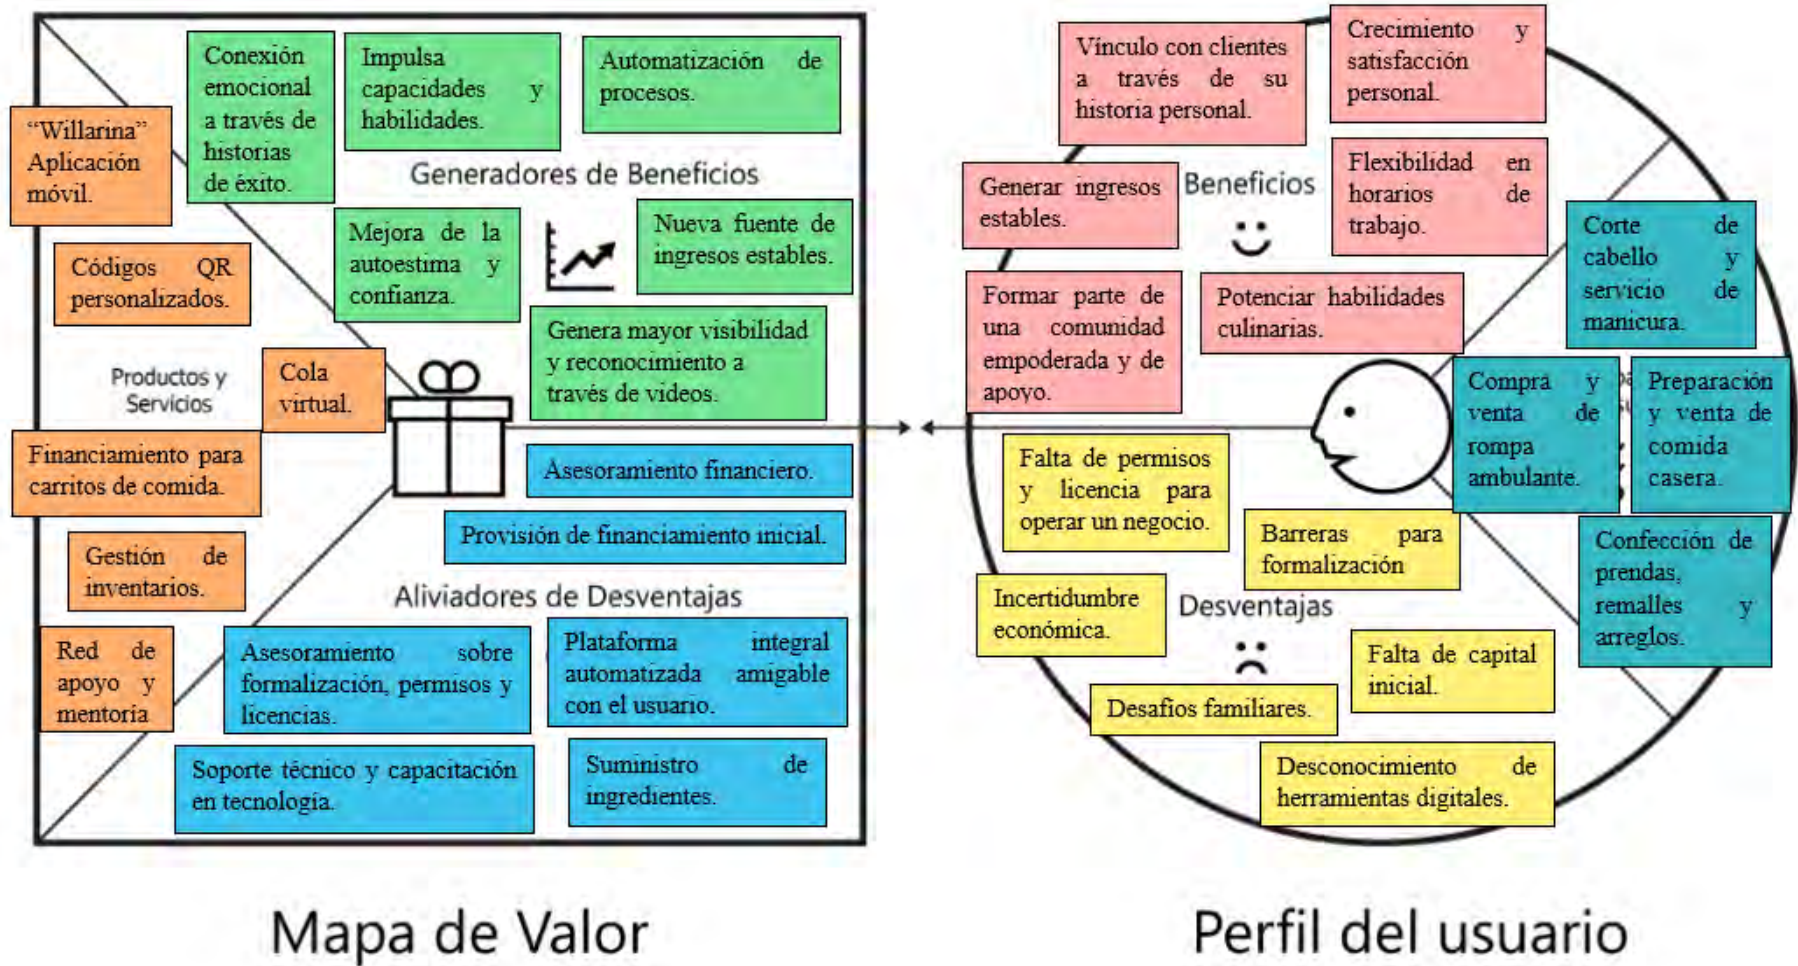 Conexión
emocional
a través de
historias
de éxito.
Impulsa
capacidades y
habilidades.
Automatización de
procesos.
“Willarina”
Aplicación
móvil.
Generadores de Beneficios
Mejora de la
autoestima y
confianza.
Nueva fuente de
ingresos estables.
Códigos QR
personalizados.
Genera mayor visibilidad
y reconocimiento a
través de videos.
Productos y
Servicios
Cola
virtual.
Financiamiento para
carritos de comida.
Asesoramiento financiero.
Provisión de financiamiento inicial.
Gestión de
inventarios.
Aliviadores de Desventajas
Red de
apoyo y
mentoría
Asesoramiento sobre
formalización, permisos y
licencias.
Plataforma integral
automatizada amigable
con el usuario.
Soporte técnico y capacitación
en tecnología.
Suministro de
ingredientes.
Mapa de Valor
Vínculo con clientes
a través de su
historia personal.
Crecimiento y
satisfacción
personal.
Generar ingresos
estables.
Beneficios
Flexibilidad en
horarios de
trabajo.
Formar parte de
una comunidad
empoderada y de
apoyo.
Potenciar habilidades
culinarias.
Corte de
cabello y
servicio de
manicura.
Compra y
venta de
rompa
ambulante.
Preparación
y venta de
comida
casera.
Falta de permisos
y licencia para
operar un negocio.
Barreras para
formalización
Confección de
prendas,
remalles y
arreglos.
Incertidumbre
económica.
Desventajas
Falta de capital
inicial.
Desafíos familiares.
Desconocimiento de
herramientas digitales.
Perfil del usuario